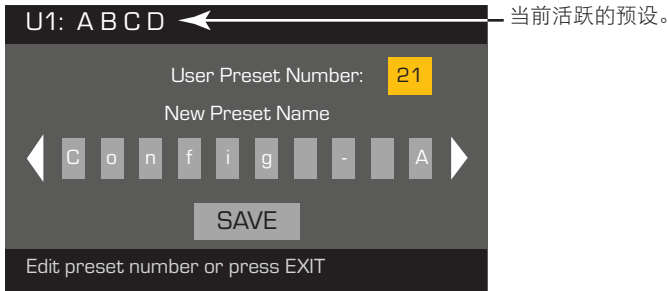 U1: A B C D
当前活跃的预设。
User Preset Number: 21
New Preset Name
C o n f i g - A
SAVE
Edit preset number or press EXIT